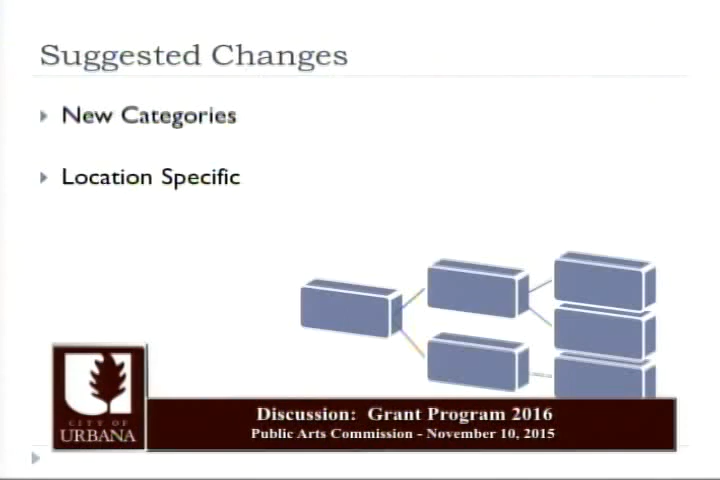 Suggested Changes
New Categories
Location Specific
Discussion: Grant Program 2016
Public Arts Commission - November 10, 2015
CITY OF
URBANA